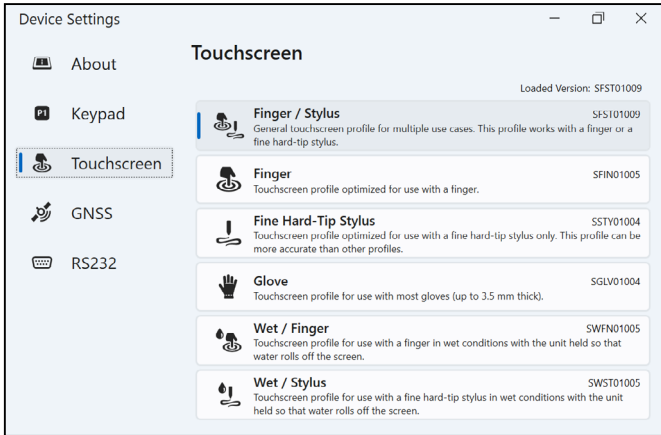 Device Settings
About
Keypad
Touchscreen
GNSS
RS232
Touchscreen
Loaded Version: SFST01009
Finger / Stylus SFST01009
General touchscreen profile for multiple use cases. This profile works with a finger or a
fine hard-tip stylus.
Finger SFIN01005
Touchscreen profile optimized for use with a finger.
Fine Hard-Tip Stylus SSTY01004
Touchscreen profile optimized for use with a fine hard-tip stylus only. This profile can be
more accurate than other profiles.
Glove SGLV01004
Touchscreen profile for use with most gloves (up to 3.5 mm thick).
Wet / Finger SWFN01005
Touchscreen profile for use with a finger in wet conditions with the unit held so that
water rolls off the screen.
Wet / Stylus SWST01005
Touchscreen profile for use with a fine hard-tip stylus in wet conditions with the unit
held so that water rolls off the screen.
P1